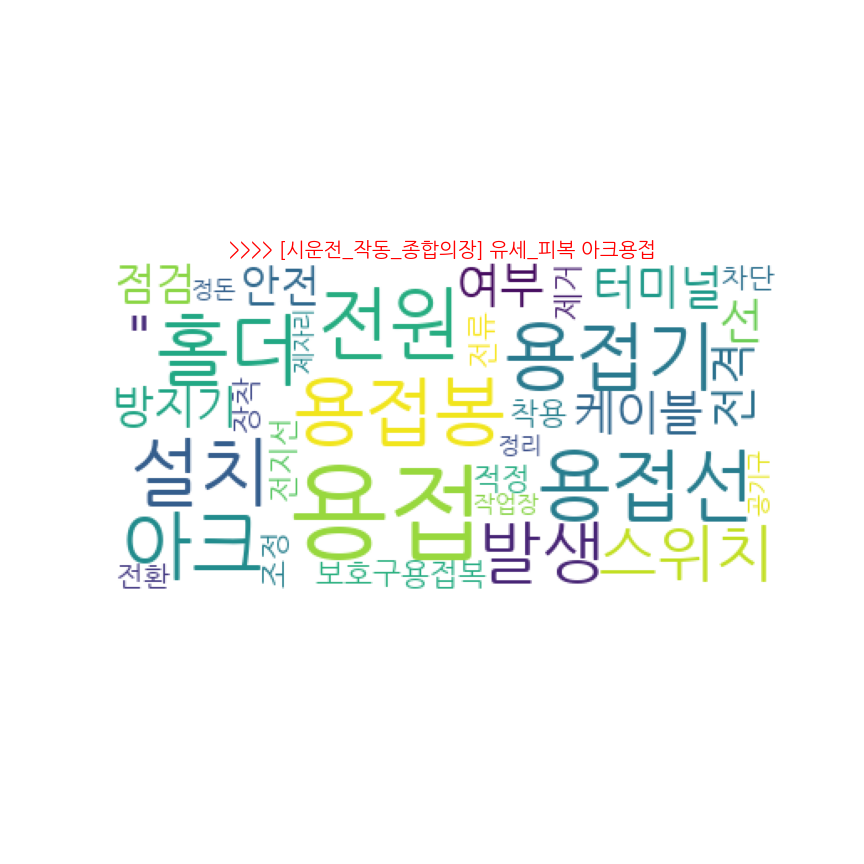 >>>> [시운전_작동_종합의장] 유세_피복 아크용접
점검
정돈
안전
여부
제거
터미널
차단
"
홀더
제자리
전원
전류
용접기
선
전격
방지기
장착
용접봉
착용
케이블
설치
전지선
정리
적정
용접선
공기구
작업장
아크
용접
발생
스위치
전환
조정
보호구용접복